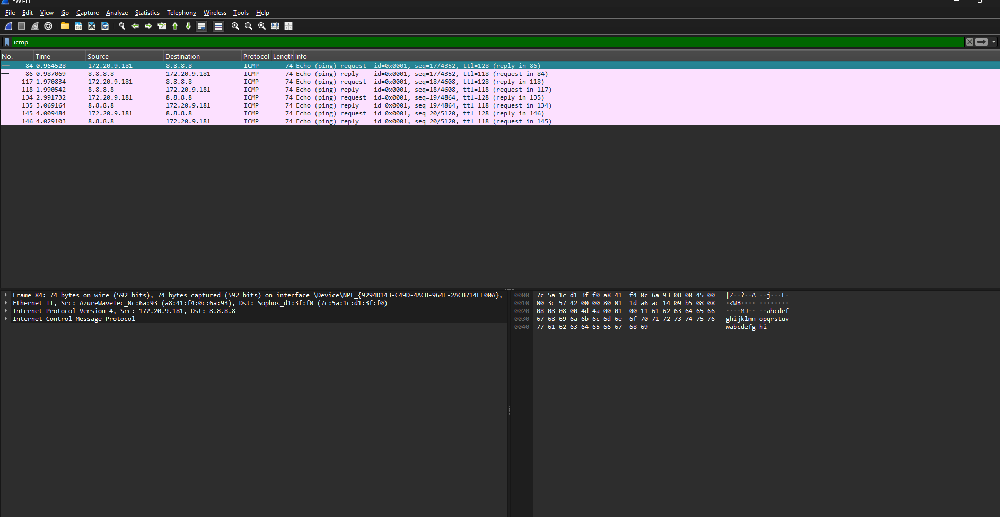 *Wi-Fi
File Edit View Go Capture Analyze Statistics Telephony Wireless Tools Help
icmp
No. Time Source Destination Protocol Length Info
84 0.964528 172.20.9.181 8.8.8.8 ICMP 74 Echo (ping) request id=0x0001, seq=17/4352, ttl=128 (reply in 86)
86 0.987069 8.8.8.8 172.20.9.181 ICMP 74 Echo (ping) reply id=0x0001, seq=17/4352, ttl=118 (request in 84)
117 1.970834 172.20.9.181 8.8.8.8 ICMP 74 Echo (ping) request id=0x0001, seq=18/4608, ttl=128 (reply in 118)
118 1.990542 8.8.8.8 172.20.9.181 ICMP 74 Echo (ping) reply id=0x0001, seq=18/4608, ttl=118 (request in 117)
134 2.991732 172.20.9.181 8.8.8.8 ICMP 74 Echo (ping) request id=0x0001, seq=19/4864, ttl=128 (reply in 135)
135 3.069164 8.8.8.8 172.20.9.181 ICMP 74 Echo (ping) reply id=0x0001, seq=19/4864, ttl=118 (request in 134)
145 4.009484 172.20.9.181 8.8.8.8 ICMP 74 Echo (ping) request id=0x0001, seq=20/5120, ttl=128 (reply in 146)
146 4.029103 8.8.8.8 172.20.9.181 ICMP 74 Echo (ping) reply id=0x0001, seq=20/5120, ttl=118 (request in 145)
Frame 84: 74 bytes on wire (592 bits), 74 bytes captured (592 bits) on interface \Device\NPF_{9294D143-C49D-4ACB-964F-2ACB714EF00A},
Ethernet II, Src: AzureWaveTec_0c:6a:93 (a8:41:f4:0c:6a:93), Dst: Sophos_d1:3f:f0 (7c:5a:1c:d1:3f:f0)
Internet Protocol Version 4, Src: 172.20.9.181, Dst: 8.8.8.8
Internet Control Message Protocol
0000 7c 5a 1c d1 3f f0 a8 41 f4 0c 6a 93 08 00 45 00 |Z··?··A ··j···E·
0010 00 3c 57 42 00 00 80 01 1d a6 ac 14 09 b5 08 08 ·<WB···· ········
0020 08 08 08 00 4d 4a 00 01 00 11 61 62 63 64 65 66 ····MJ·· ··abcdef
0030 67 68 69 6a 6b 6c 6d 6e 6f 70 71 72 73 74 75 76 ghijklmn opqrstuv
0040 77 61 62 63 64 65 66 67 68 69 wabcdefg hi